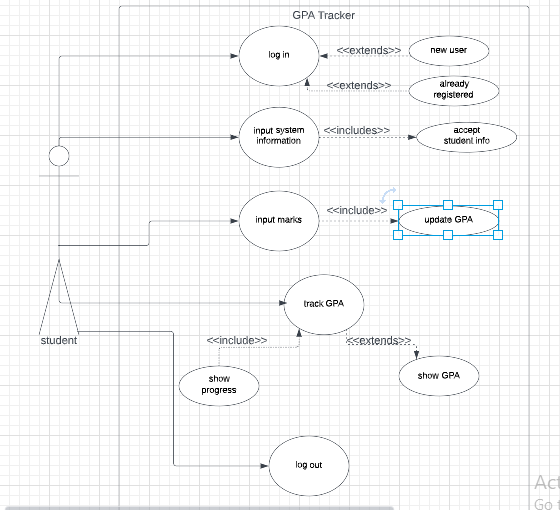 GPA Tracker
log in
<<extends>>
new user
<<extends>>
already
registered
input system
information
<<includes>>
accept
student info
input marks
<<include>>
update GPA
track GPA
student
<<include>>
<<extends>>
show
progress
show GPA
log out
Go